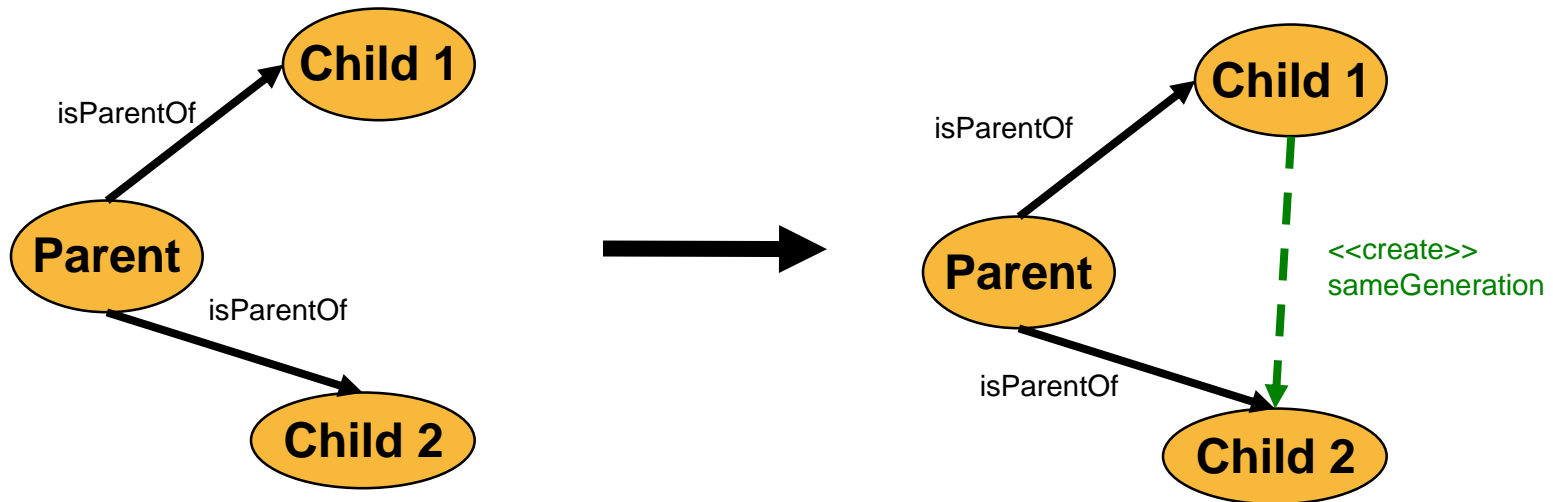 Child 1
isParentOf
Parent
isParentOf
Child 2
Child 1
isParentOf
Parent
<<create>>
sameGeneration
isParentOf
Child 2